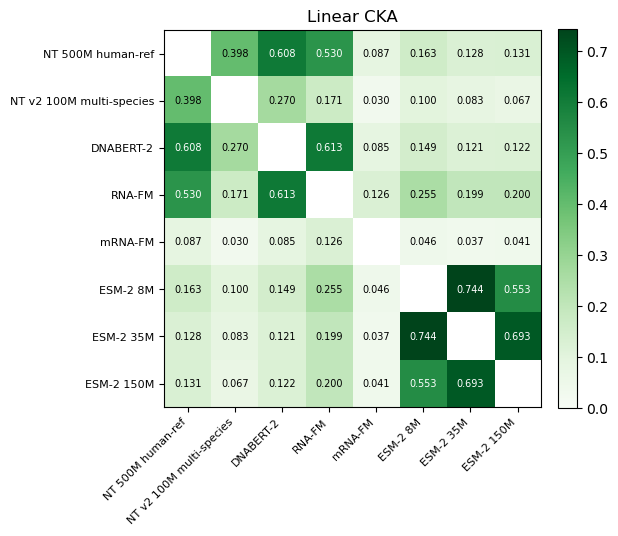 Linear CKA
NT 500M human-ref 0.398 0.608 0.530 0.087 0.163 0.128 0.131
NT v2 100M multi-species 0.398 0.270 0.171 0.030 0.100 0.083 0.067
DNABERT-2 0.608 0.270 0.613 0.085 0.149 0.121 0.122
RNA-FM 0.530 0.171 0.613 0.126 0.255 0.199 0.200
mRNA-FM 0.087 0.030 0.085 0.126 0.046 0.037 0.041
ESM-2 8M 0.163 0.100 0.149 0.255 0.046 0.744 0.553
ESM-2 35M 0.128 0.083 0.121 0.199 0.037 0.744 0.693
ESM-2 150M 0.131 0.067 0.122 0.200 0.041 0.553 0.693
NT 500M human-ref
NT v2 100M multi-species
DNABERT-2
RNA-FM
mRNA-FM
ESM-2 8M
ESM-2 35M
ESM-2 150M
0.7
0.6
0.5
0.4
0.3
0.2
0.1
0.0